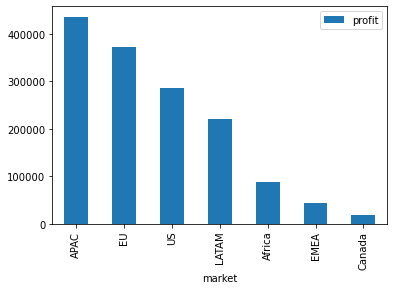 profit
400000
300000
200000
100000
0
APAC
EU
US
LATAM
Africa
EMEA
Canada
market